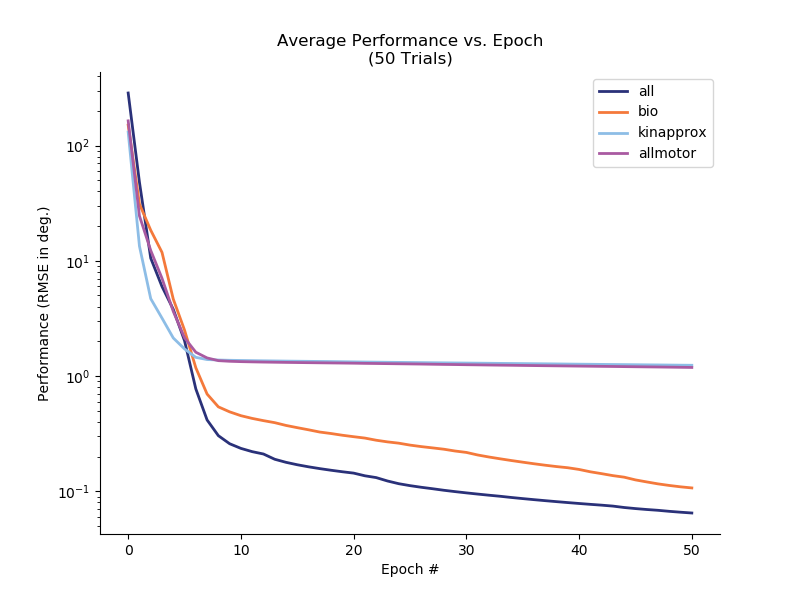 Average Performance vs. Epoch
(50 Trials)
all
bio
kinapprox
allmotor
Performance (RMSE in deg.)
10²
10¹
10⁰
10⁻¹
0 10 20 30 40 50
Epoch #